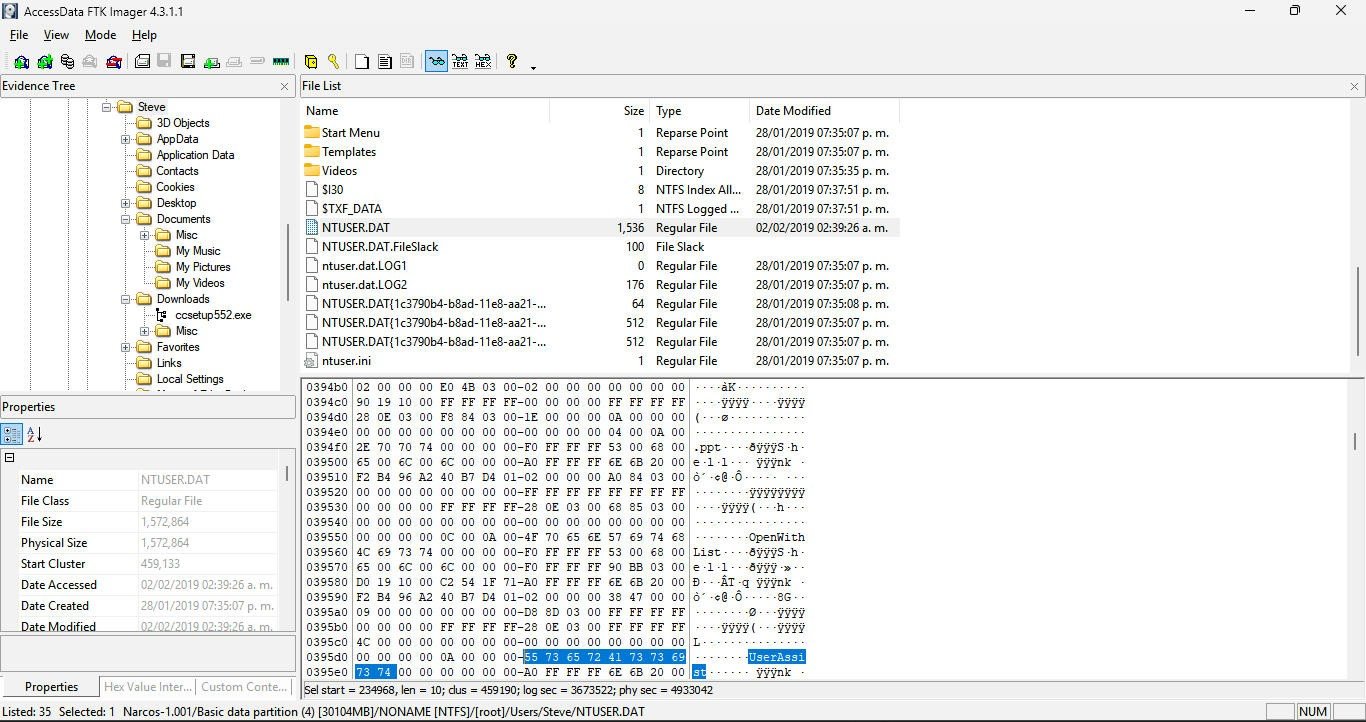 AccessData FTK Imager 4.3.1.1
File View Mode Help
Evidence Tree
Steve
3D Objects
AppData
Application Data
Contacts
Cookies
Desktop
Documents
Misc
My Music
My Pictures
My Videos
Downloads
ccsetup552.exe
Misc
Favorites
Links
Local Settings
File List
Name Size Type Date Modified
Start Menu 1 Reparse Point 28/01/2019 07:35:07 p. m.
Templates 1 Reparse Point 28/01/2019 07:35:07 p. m.
Videos 1 Directory 28/01/2019 07:35:35 p. m.
$I30 8 NTFS Index All... 28/01/2019 07:37:51 p. m.
$TXF_DATA 1 NTFS Logged ... 28/01/2019 07:37:51 p. m.
NTUSER.DAT 1,536 Regular File 02/02/2019 02:39:26 a. m.
NTUSER.DAT.FileSlack 100 File Slack
ntuser.dat.LOG1 0 Regular File 28/01/2019 07:35:07 p. m.
ntuser.dat.LOG2 176 Regular File 28/01/2019 07:35:07 p. m.
NTUSER.DAT{1c3790b4-b8ad-11e8-aa21-... 64 Regular File 28/01/2019 07:35:08 p. m.
NTUSER.DAT{1c3790b4-b8ad-11e8-aa21-... 512 Regular File 28/01/2019 07:35:07 p. m.
NTUSER.DAT{1c3790b4-b8ad-11e8-aa21-... 512 Regular File 28/01/2019 07:35:07 p. m.
ntuser.ini 1 Regular File 28/01/2019 07:35:07 p. m.
Properties
Name NTUSER.DAT
File Class Regular File
File Size 1,572,864
Physical Size 1,572,864
Start Cluster 459,133
Date Accessed 02/02/2019 02:39:26 a. m.
Date Created 28/01/2019 07:35:07 p. m.
Date Modified 02/02/2019 02:39:26 a. m.
Properties Hex Value Inter... Custom Conte...
0394b0 02 00 00 00 E0 4B 03 00-02 00 00 00 00 00 00 00 ····àK··········
0394c0 90 19 10 00 FF FF FF FF-00 00 00 00 FF FF FF FF ····ÿÿÿÿ····ÿÿÿÿ
0394d0 28 0E 03 00 F8 84 03 00-1E 00 00 00 0A 00 00 00 (···ø···········
0394e0 00 00 00 00 00 00 00 00-00 00 00 00 04 00 0A 00 ················
0394f0 2E 70 70 74 00 00 00 00-F0 FF FF FF 53 00 68 00 .ppt····ðÿÿÿS·h·
039500 65 00 6C 00 6C 00 00 00-A0 FF FF FF 6E 6B 20 00 e·l·l··· ÿÿÿnk ·
039510 F2 B4 96 A2 40 B7 D4 01-02 00 00 00 A0 84 03 00 ò´·¢@·Ô····· ···
039520 00 00 00 00 00 00 00 00-FF FF FF FF FF FF FF FF ········ÿÿÿÿÿÿÿÿ
039530 00 00 00 00 FF FF FF FF-28 0E 03 00 68 85 03 00 ····ÿÿÿÿ(···h···
039540 00 00 00 00 00 00 00 00-00 00 00 00 00 00 00 00 ················
039550 00 00 00 00 0C 00 0A 00-4F 70 65 6E 57 69 74 68 ········OpenWith
039560 4C 69 73 74 00 00 00 00-F0 FF FF FF 53 00 68 00 List····ðÿÿÿS·h·
039570 65 00 6C 00 6C 00 00 00-F0 FF FF FF 90 BB 03 00 e·l·l···ðÿÿÿ·»··
039580 D0 19 10 00 C2 54 1F 71-A0 FF FF FF 6E 6B 20 00 Ð···ÂT·q ÿÿÿnk ·
039590 F2 B4 96 A2 40 B7 D4 01-02 00 00 00 38 47 00 00 ò´·¢@·Ô·····8G··
0395a0 09 00 00 00 00 00 00 00-D8 8D 03 00 FF FF FF FF ········Ø···ÿÿÿÿ
0395b0 00 00 00 00 FF FF FF FF-28 0E 03 00 FF FF FF FF ····ÿÿÿÿ(···ÿÿÿÿ
0395c0 4C 00 00 00 00 00 00 00-00 00 00 00 00 00 00 00 L···············
0395d0 00 00 00 00 0A 00 00 00-55 73 65 72 41 73 73 69 ········UserAssi
0395e0 73 74 00 00 00 00 00 00-A0 FF FF FF 6E 6B 20 00 st······ ÿÿÿnk ·
Sel start = 234968, len = 10; clus = 459190; log sec = 3673522; phy sec = 4933042
Listed: 35 Selected: 1 Narcos-1.001/Basic data partition (4) [30104MB]/NONAME [NTFS]/[root]/Users/Steve/NTUSER.DAT NUM